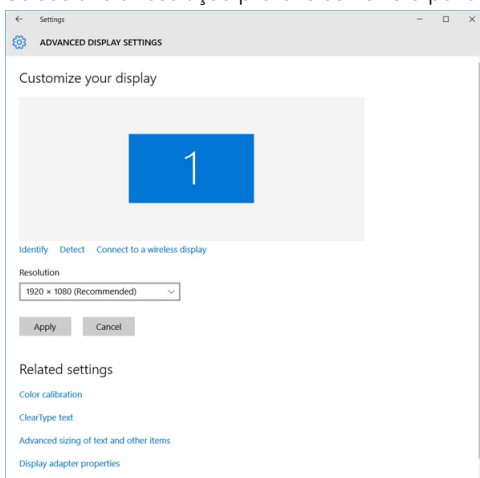 Settings
ADVANCED DISPLAY SETTINGS
Customize your display
1
Identify Detect Connect to a wireless display
Resolution
1920 × 1080 (Recommended)
Apply Cancel
Related settings
Color calibration
ClearType text
Advanced sizing of text and other items
Display adapter properties